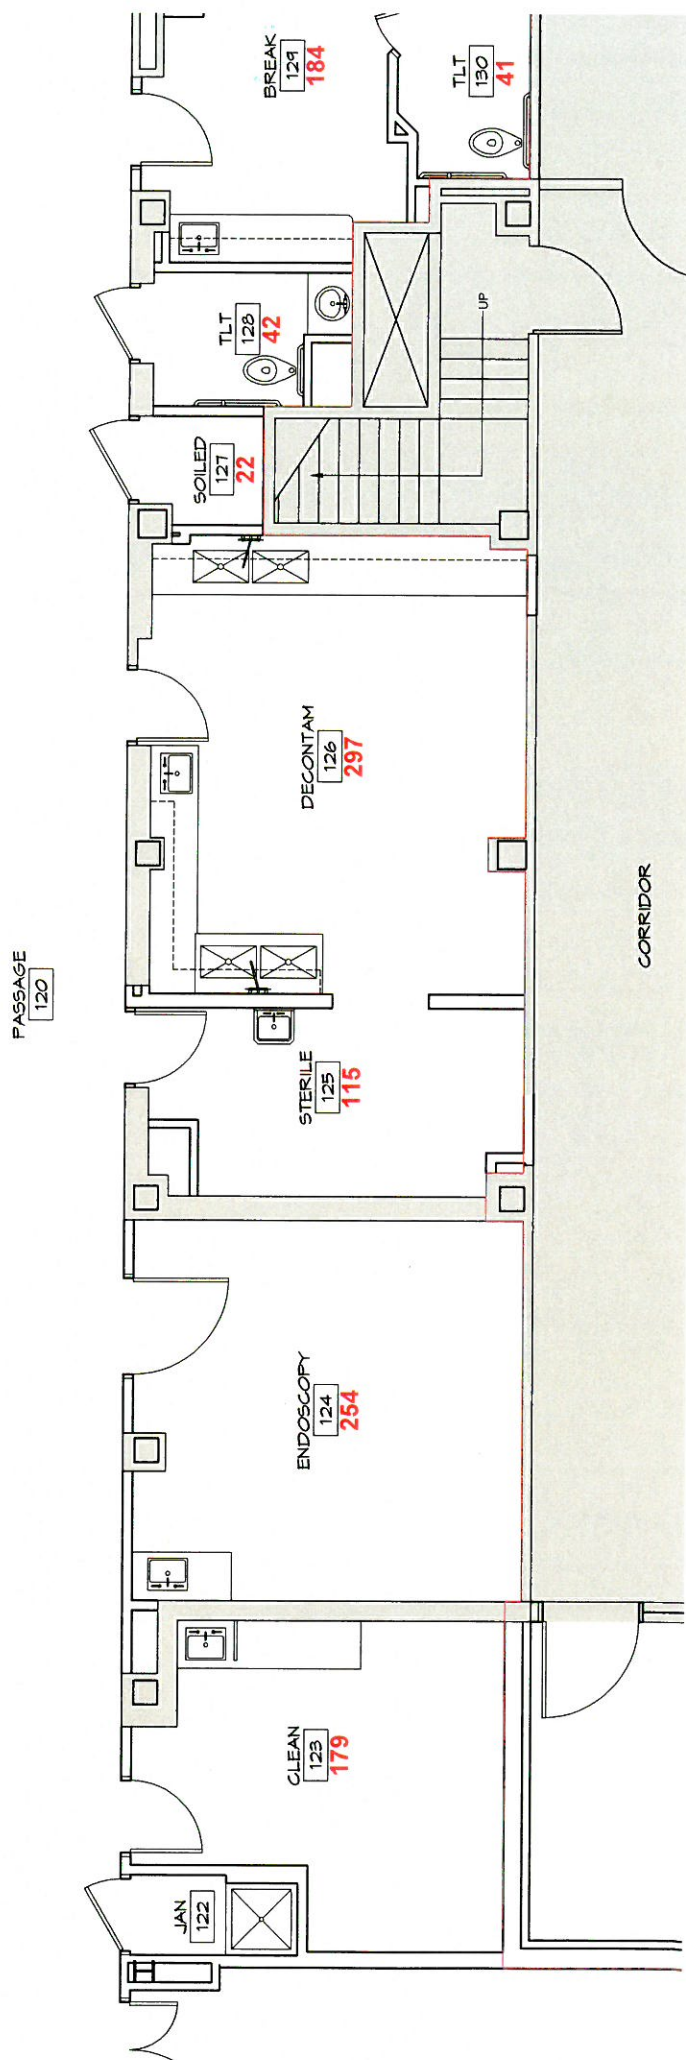 BREAK
129
184
TLT
130
41
TLT
128
42
UP
SOILED
127
22
DECONTAM
126
297
PASSAGE
120
CORRIDOR
STERILE
125
115
ENDOSCOPY
124
254
CLEAN
123
179
JAN
122